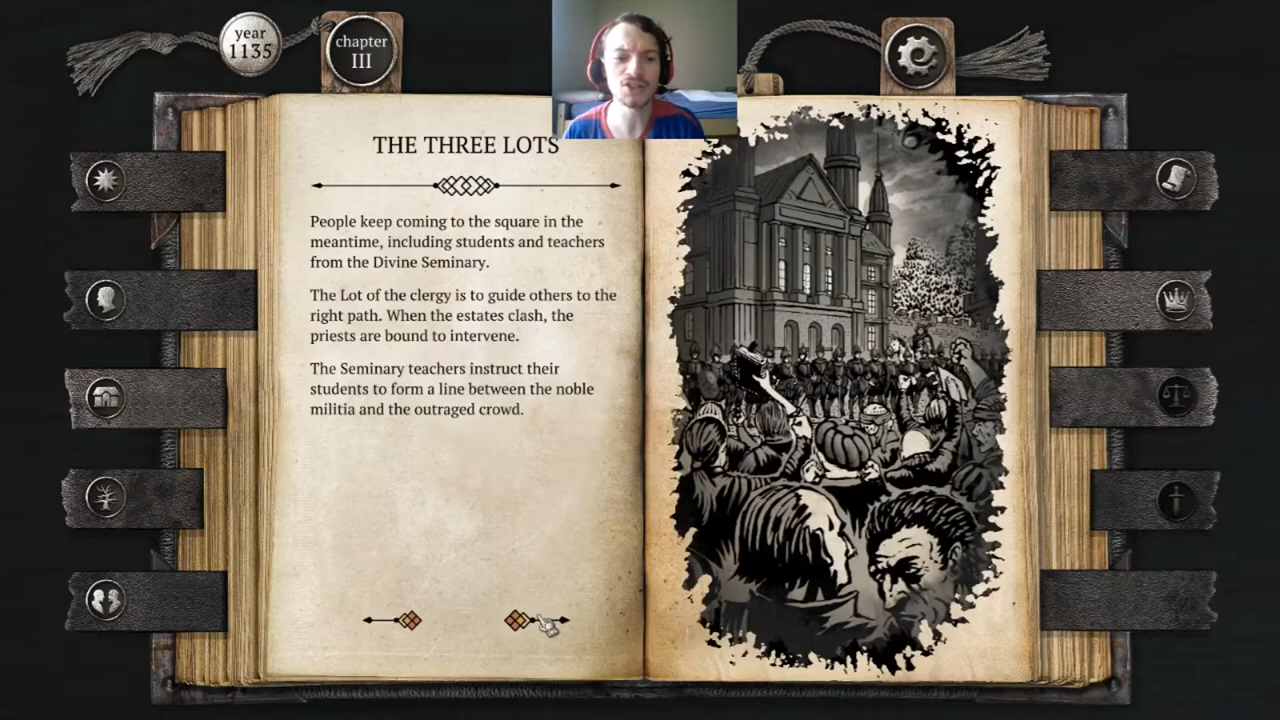 year
1135
chapter
III
THE THREE LOTS
People keep coming to the square in the
meantime, including students and teachers
from the Divine Seminary.
The Lot of the clergy is to guide others to the
right path. When the estates clash, the
priests are bound to intervene.
The Seminary teachers instruct their
students to form a line between the noble
militia and the outraged crowd.